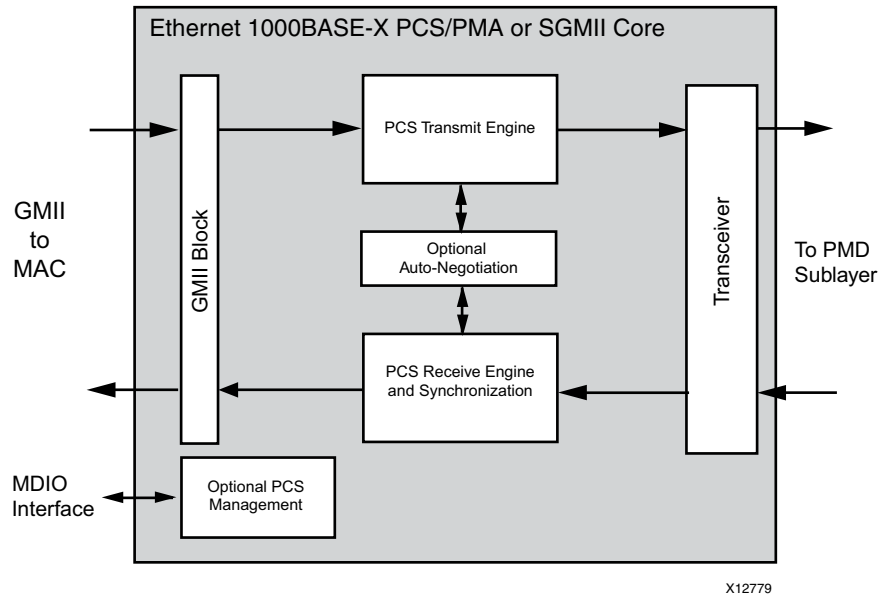 Ethernet 1000BASE-X PCS/PMA or SGMII Core
GMII
to
MAC
GMII Block
PCS Transmit Engine
Optional
Auto-Negotiation
PCS Receive Engine
and Synchronization
Transceiver
To PMD
Sublayer
MDIO
Interface
Optional PCS
Management
X12779